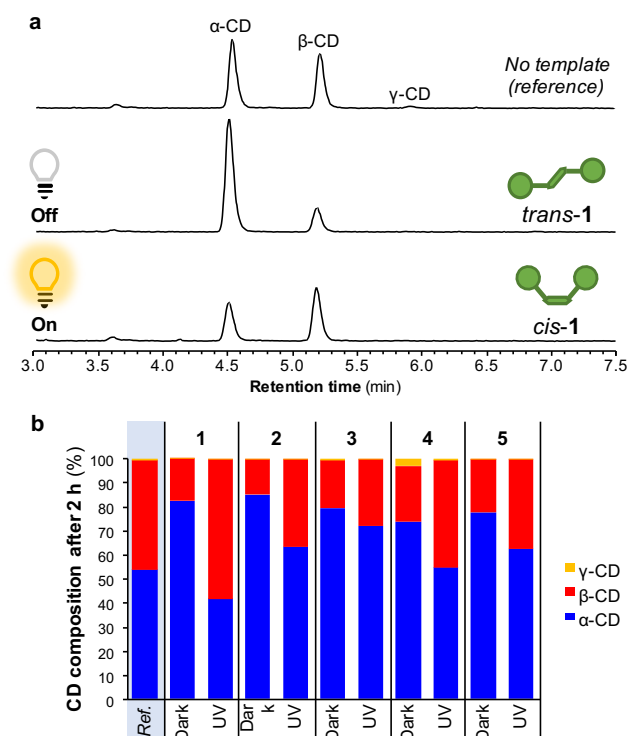 a
α-CD
β-CD
γ-CD
No template
(reference)
Off
trans-1
On
cis-1
3.0 3.5 4.0 4.5 5.0 5.5 6.0 6.5 7.0 7.5
Retention time (min)
b
1 2 3 4 5
CD composition after 2 h (%)
100
90
80
70
60
50
40
30
20
10
0
γ-CD
β-CD
α-CD
Ref. Dark UV Dar
k UV Dark UV Dark UV Dark UV